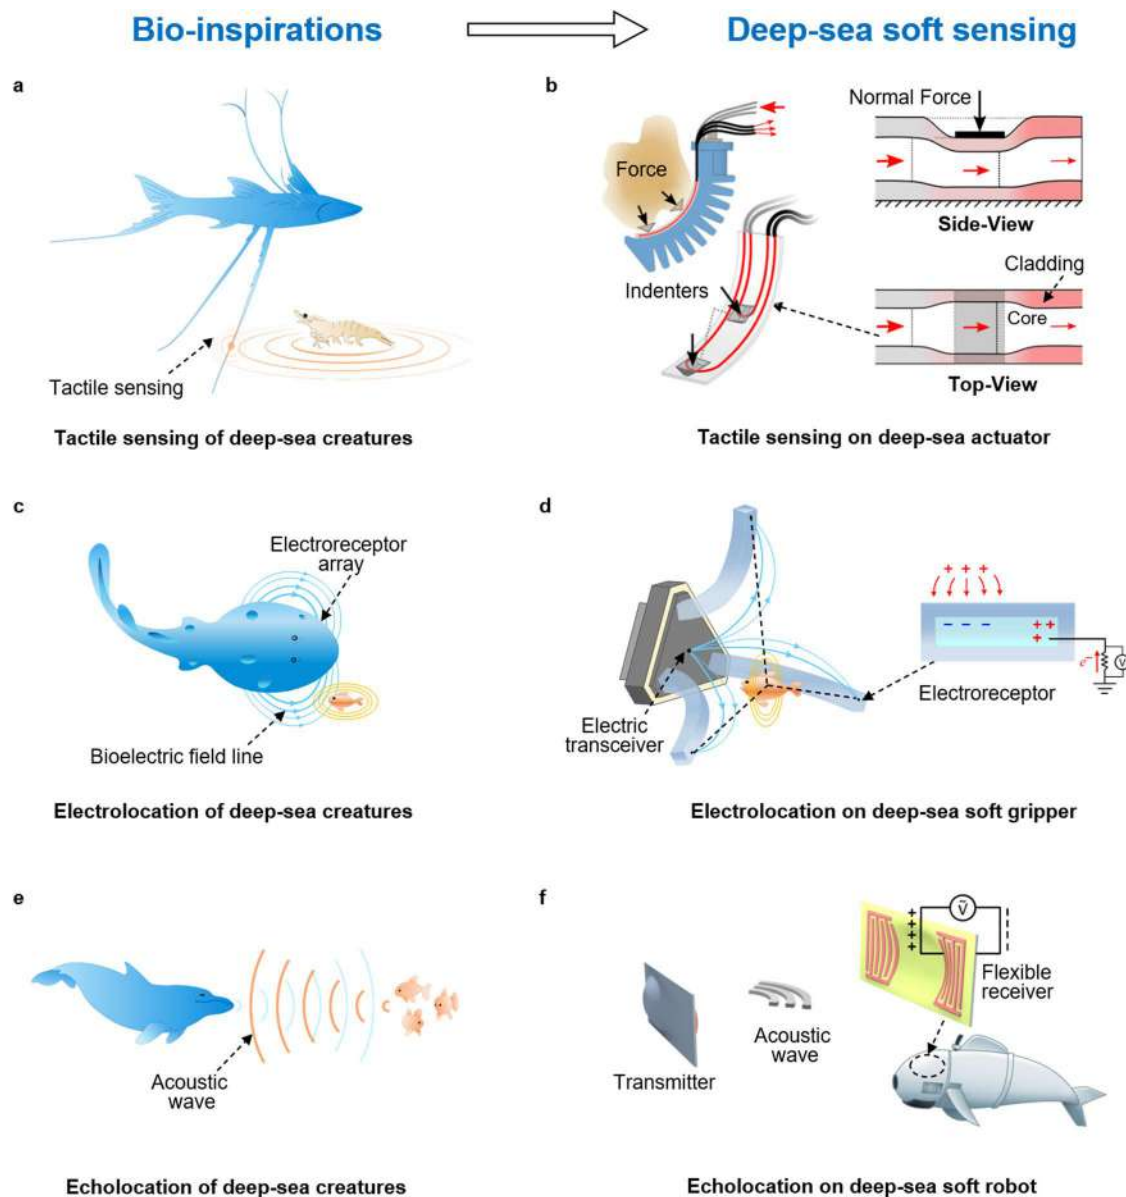 Bio-inspirations
Deep-sea soft sensing
a
Tactile sensing
Tactile sensing of deep-sea creatures
b
Force
Indenters
Normal Force
Side-View
Cladding
Core
Top-View
Tactile sensing on deep-sea actuator
c
Electroreceptor
array
Bioelectric field line
Electrolocation of deep-sea creatures
d
Electric
transceiver
+ + +
− − −
+ +
+
e−
V
Electroreceptor
Electrolocation on deep-sea soft gripper
e
Acoustic
wave
Echolocation of deep-sea creatures
f
Transmitter
Acoustic
wave
Ṽ
+
+
+
+
Flexible
receiver
Echolocation on deep-sea soft robot